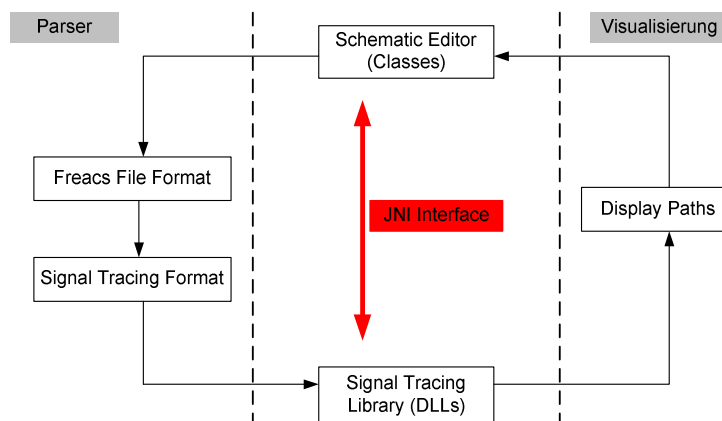 Parser
Schematic Editor
(Classes)
Visualisierung
Freacs File Format
JNI Interface
Display Paths
Signal Tracing Format
Signal Tracing
Library (DLLs)